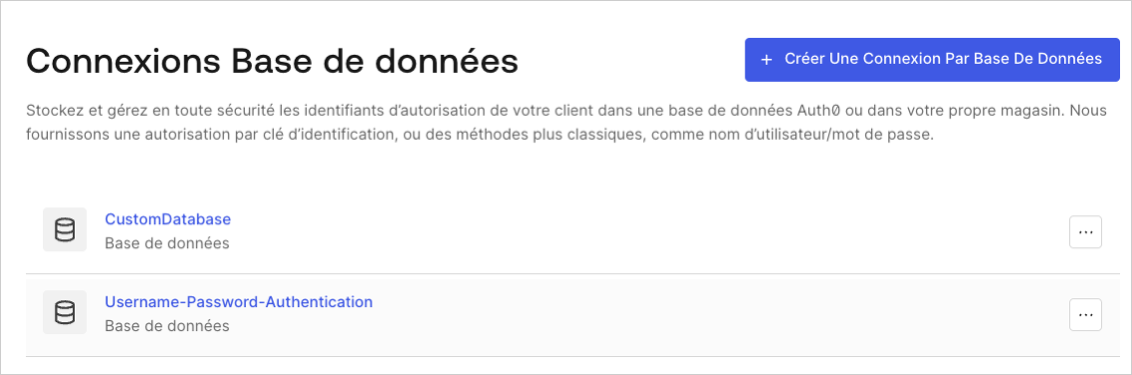 Connexions Base de données
+ Créer Une Connexion Par Base De Données
Stockez et gérez en toute sécurité les identifiants d’autorisation de votre client dans une base de données Auth0 ou dans votre propre magasin. Nous
fournissons une autorisation par clé d’identification, ou des méthodes plus classiques, comme nom d’utilisateur/mot de passe.
CustomDatabase
Base de données
...
Username-Password-Authentication
Base de données
...